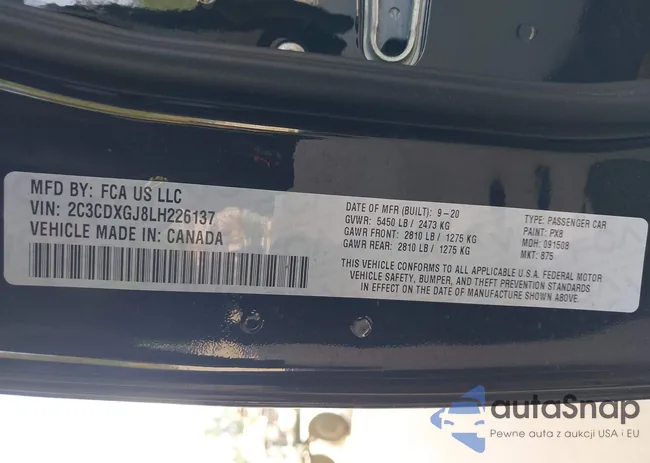 MFD BY: FCA US LLC
VIN: 2C3CDXGJ8LH226137
VEHICLE MADE IN: CANADA
DATE OF MFR (BUILT): 9-20
GVWR: 5450 LB / 2473 KG
GAWR FRONT: 2810 LB / 1275 KG
GAWR REAR: 2810 LB / 1275 KG
TYPE: PASSENGER CAR
PAINT: PX8
MDH: 091508
MKT: 875
THIS VEHICLE CONFORMS TO ALL APPLICABLE U.S.A. FEDERAL MOTOR
VEHICLE SAFETY, BUMPER, AND THEFT PREVENTION STANDARDS
IN EFFECT ON THE DATE OF MANUFACTURE SHOWN ABOVE.
autaSnap
Pewne auta z aukcji USA i EU